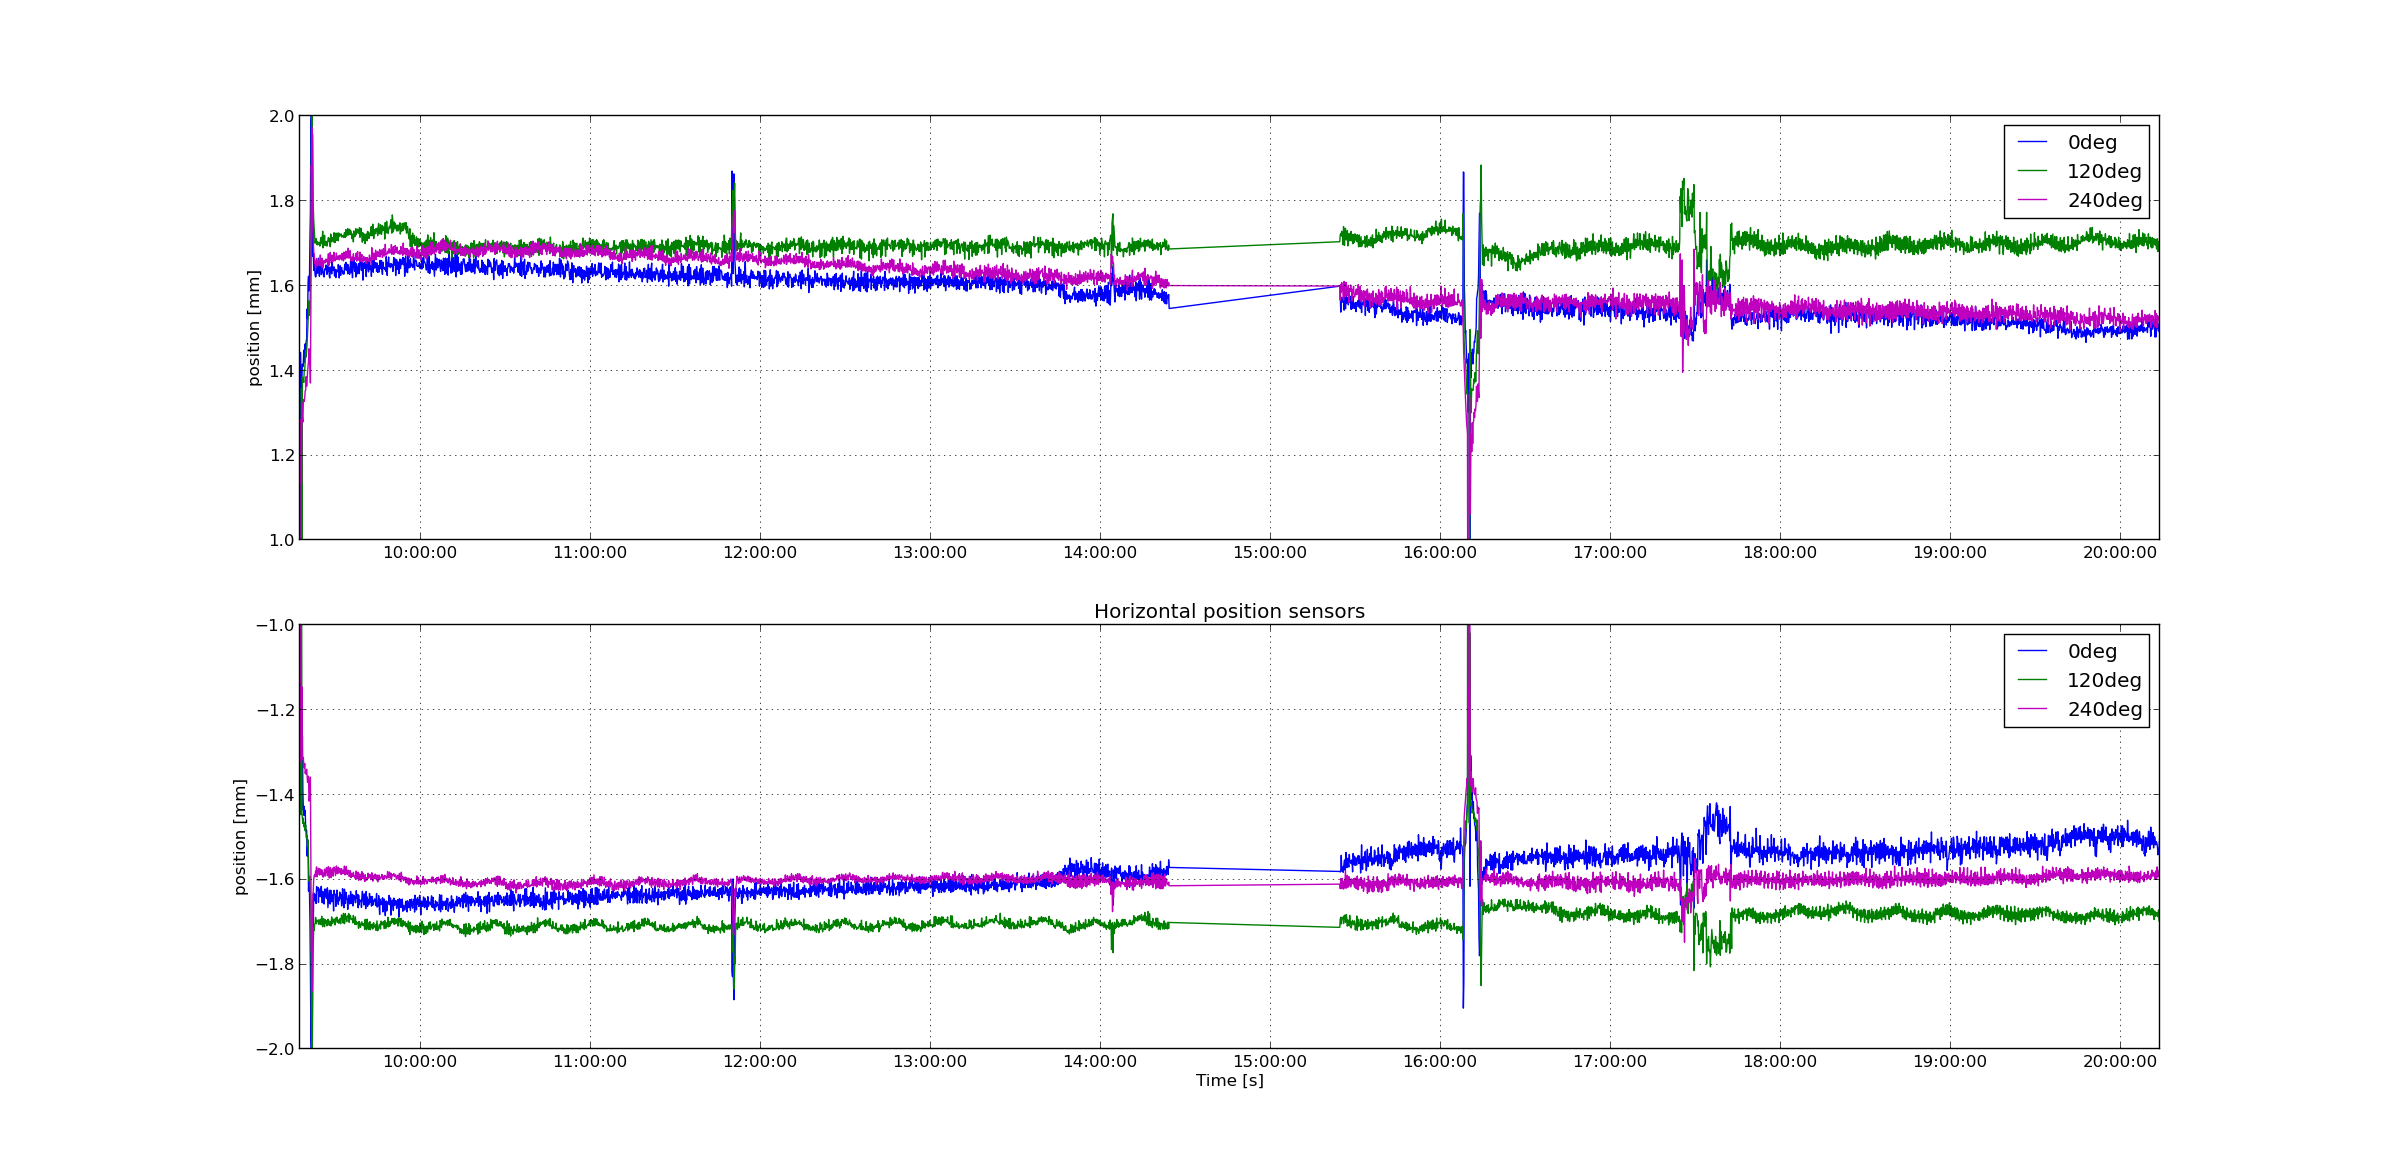 2.0
1.8
1.6
1.4
1.2
1.0
position [mm]
0deg
120deg
240deg
10:00:00 11:00:00 12:00:00 13:00:00 14:00:00 15:00:00 16:00:00 17:00:00 18:00:00 19:00:00 20:00:00
Horizontal position sensors
−1.0
−1.2
−1.4
−1.6
−1.8
−2.0
position [mm]
0deg
120deg
240deg
10:00:00 11:00:00 12:00:00 13:00:00 14:00:00 15:00:00 16:00:00 17:00:00 18:00:00 19:00:00 20:00:00
Time [s]